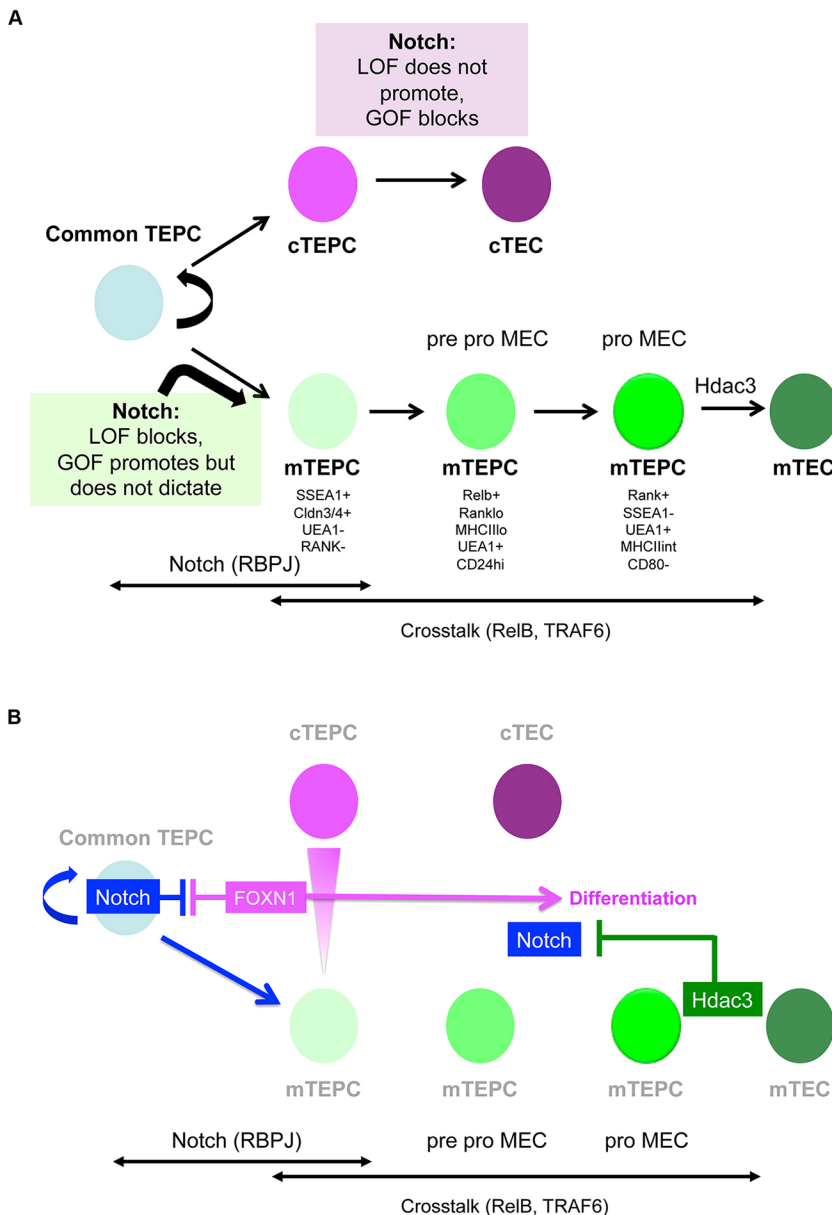 A
Notch:
LOF does not
promote,
GOF blocks
Common TEPC
cTEPC
cTEC
pre pro MEC
pro MEC
Hdac3
Notch:
LOF blocks,
GOF promotes but
does not dictate
mTEPC
SSEA1+
Cldn3/4+
UEA1-
RANK-
mTEPC
Relb+
Ranklo
MHCIIlo
UEA1+
CD24hi
mTEPC
Rank+
SSEA1-
UEA1+
MHCIIint
CD80-
mTEC
Notch (RBPJ)
Crosstalk (RelB, TRAF6)
B
cTEPC
cTEC
Common TEPC
Notch
FOXN1
Differentiation
Notch
Hdac3
mTEPC
mTEPC
mTEPC
mTEC
Notch (RBPJ)
pre pro MEC
pro MEC
Crosstalk (RelB, TRAF6)